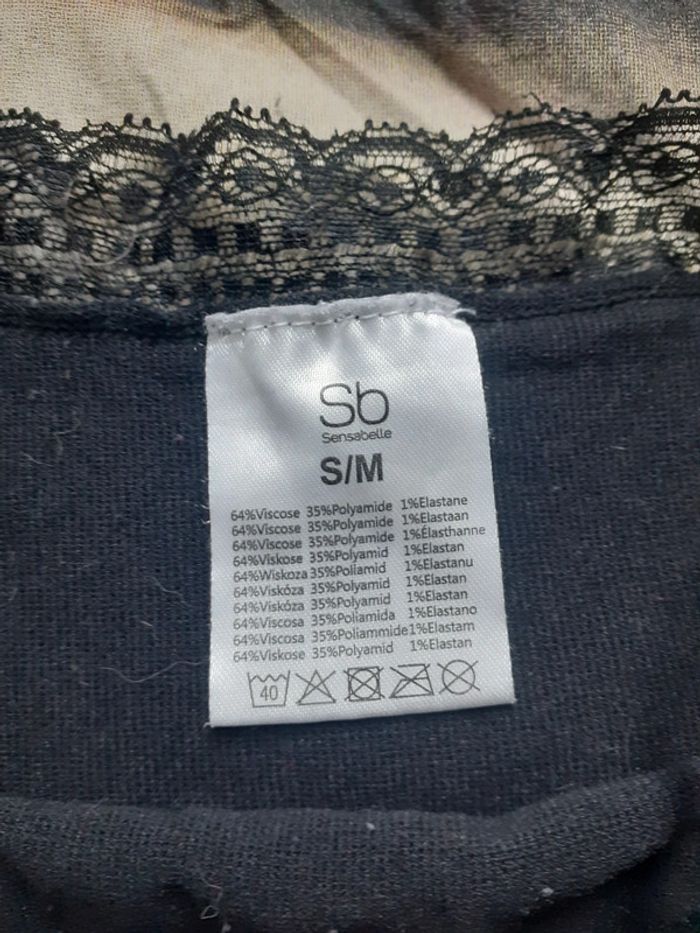 Sb
Sensabelle
S/M
64%Viscose 35%Polyamide 1%Elastane
64%Viscose 35%Polyamide 1%Elastaan
64%Viscose 35%Polyamide 1%Élasthanne
64%Viskose 35%Polyamid 1%Elastan
64%Wiskoza 35%Poliamid 1%Elastanu
64%Viskóza 35%Polyamid 1%Elastan
64%Viskóza 35%Polyamid 1%Elastan
64%Viscosa 35%Poliamida 1%Elastano
64%Viscosa 35%Poliammide 1%Elastam
64%Viskose 35%Polyamid 1%Elastan
40